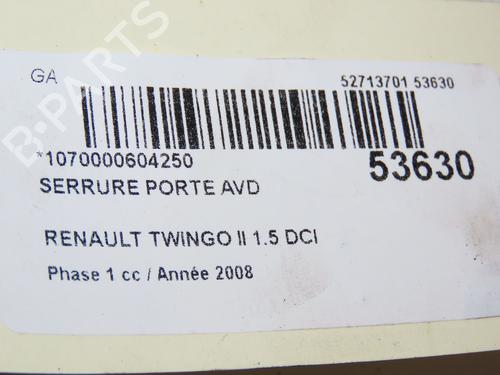 GA
52713701 53630
*1070000604250
53630
SERRURE PORTE AVD
RENAULT TWINGO II 1.5 DCI
Phase 1 cc / Année 2008
B-PARTS